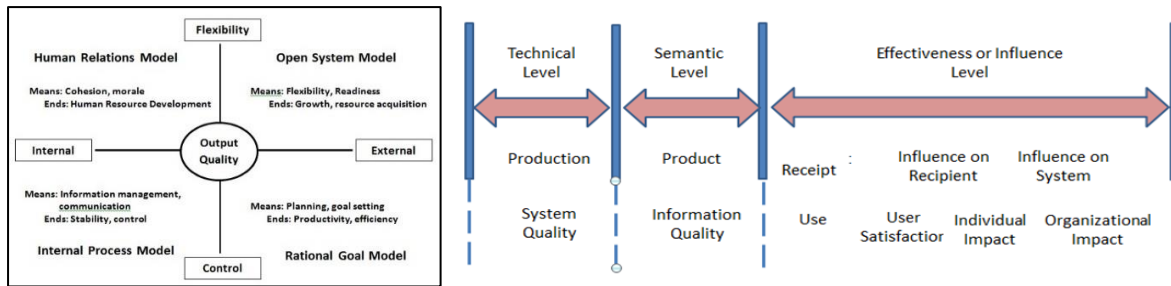 Flexibility
Human Relations Model
Open System Model
Means: Cohesion, morale
Ends: Human Resource Development
Means: Flexibility, Readiness
Ends: Growth, resource acquisition
Internal
Output
Quality
External
Means: Information management,
communication
Ends: Stability, control
Means: Planning, goal setting
Ends: Productivity, efficiency
Internal Process Model
Rational Goal Model
Control
Technical
Level
Semantic
Level
Effectiveness or Influence
Level
Production
Product
Receipt :
Influence on
Recipient
Influence on
System
System
Quality
Information
Quality
Use
User
Satisfactior
Individual
Impact
Organizational
Impact